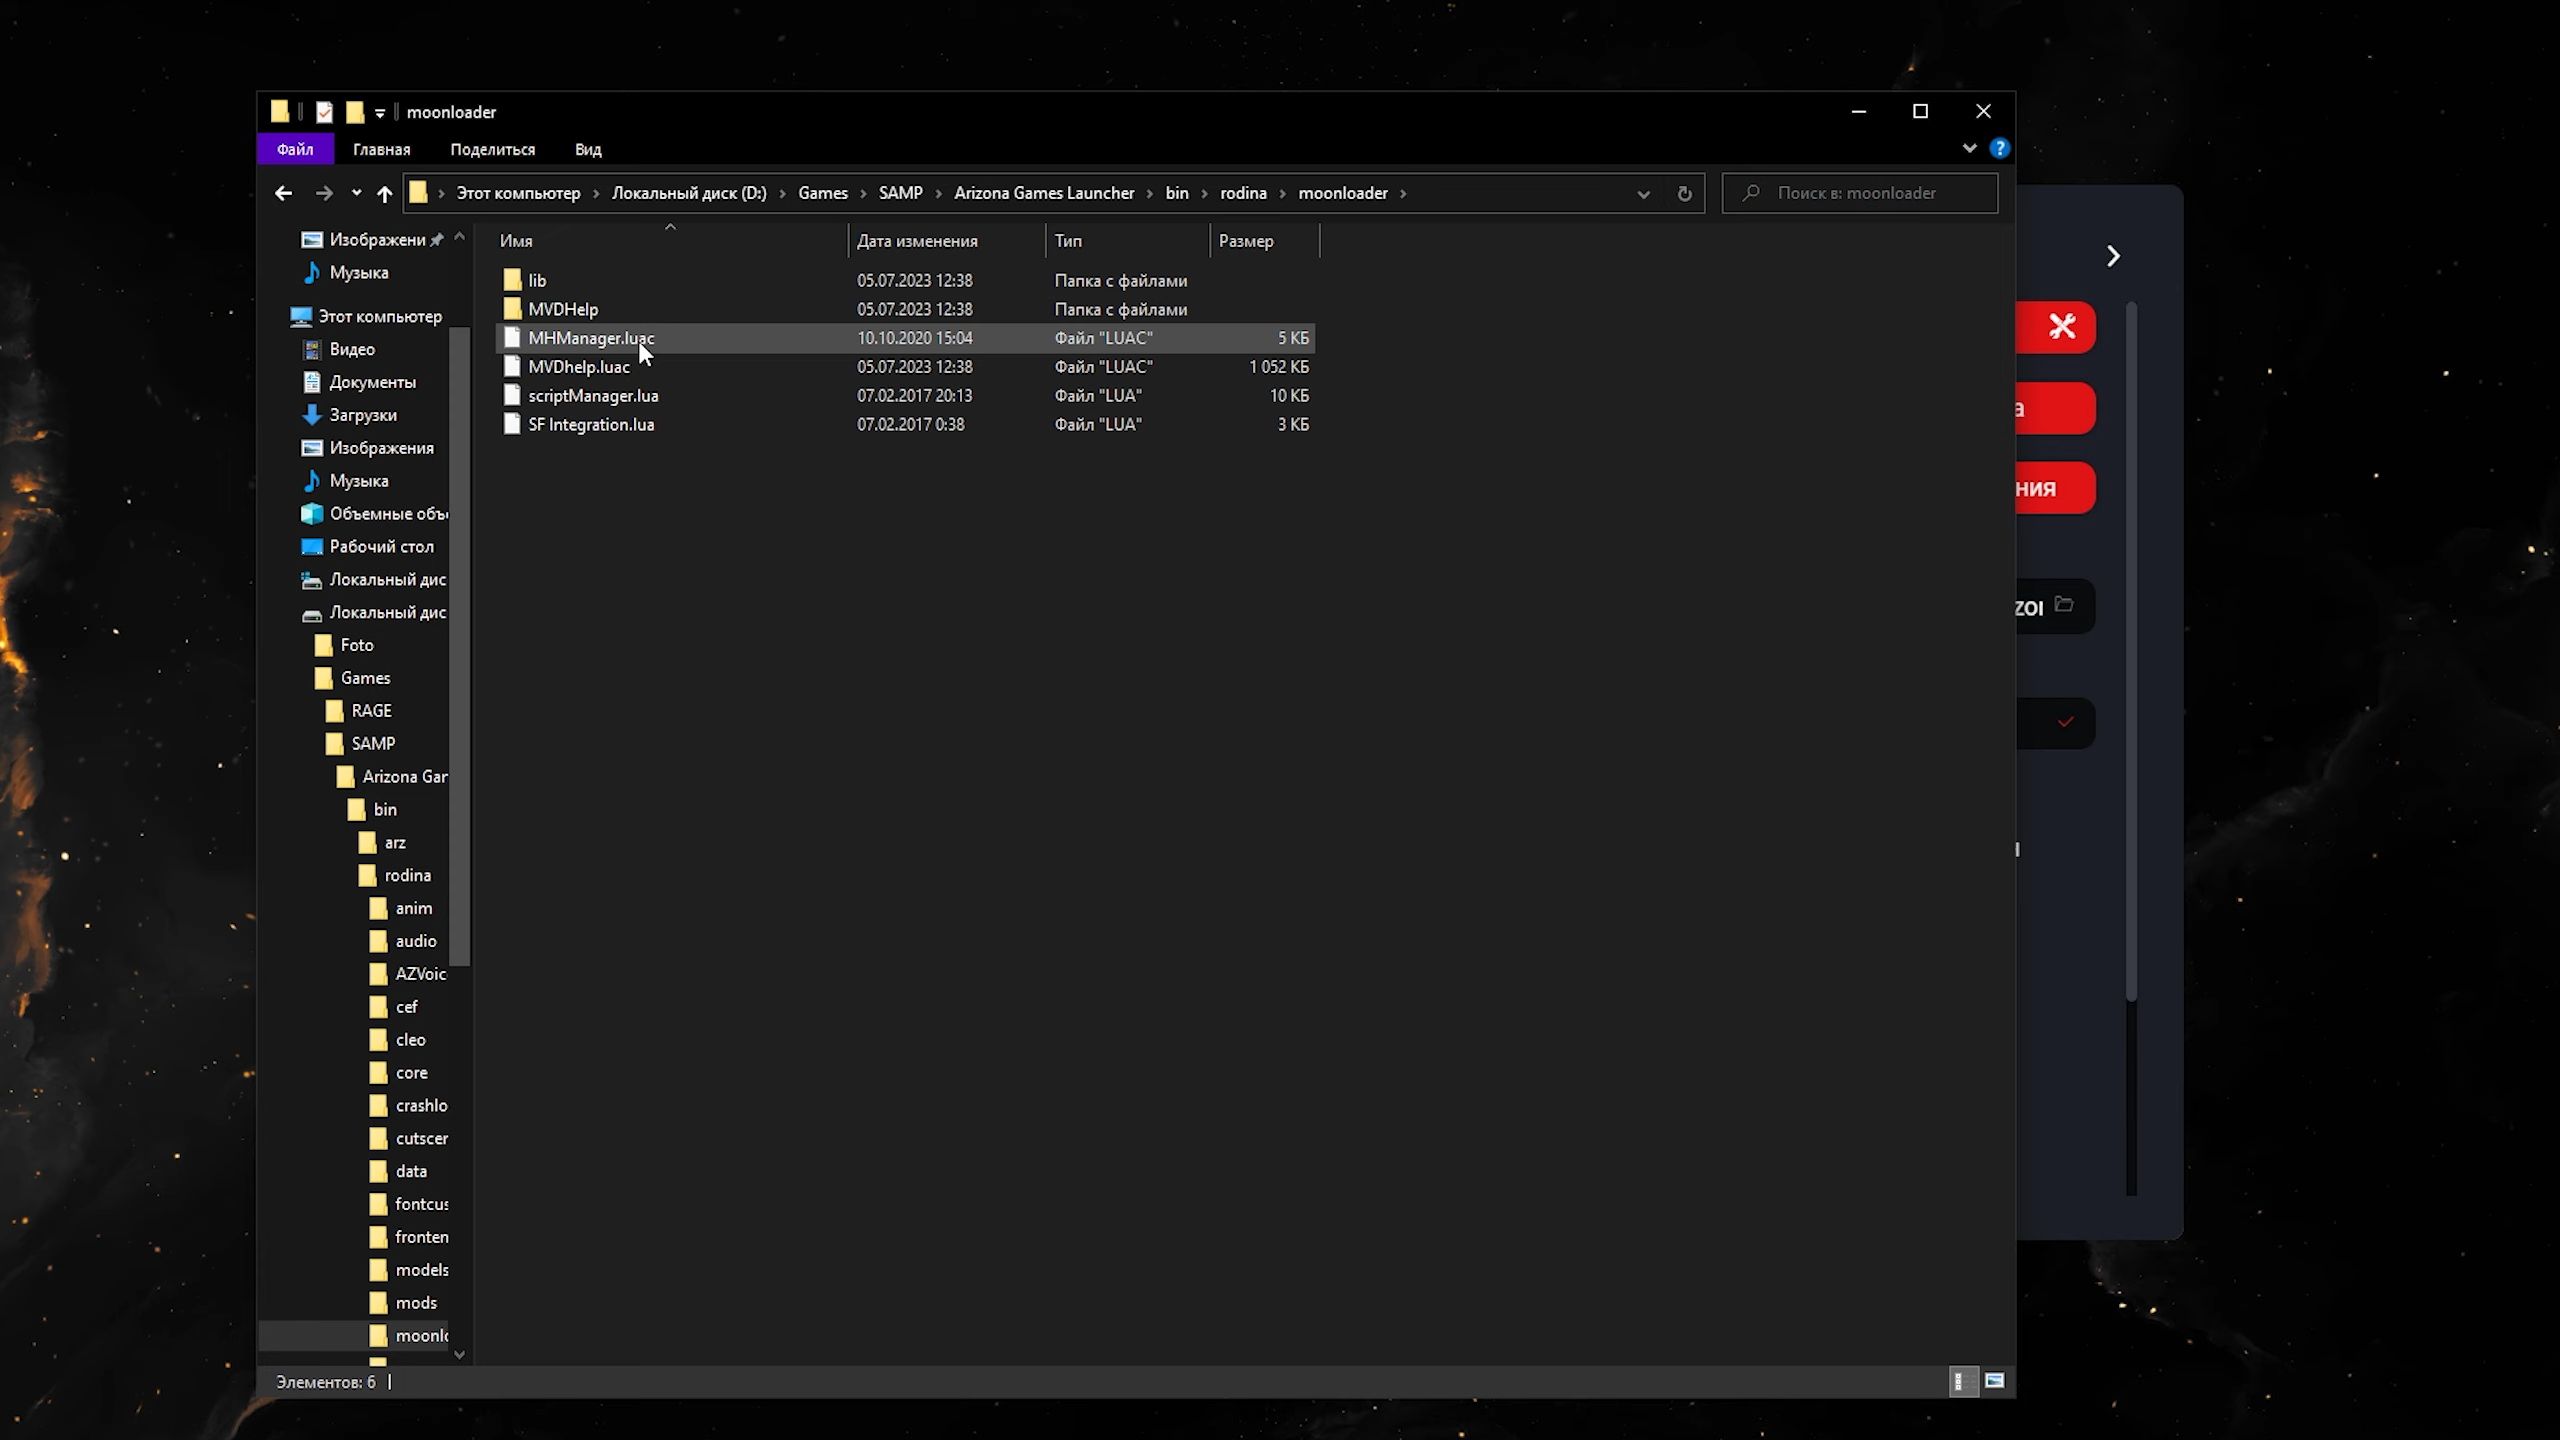 moonloader
Файл Главная Поделиться Вид
Этот компьютер Локальный диск (D:) Games SAMP Arizona Games Launcher bin rodina moonloader Поиск в: moonloader
Изображени
Музыка
Этот компьютер
Видео
Документы
Загрузки
Изображения
Музыка
Объемные объ
Рабочий стол
Локальный дис
Локальный дис
Foto
Games
RAGE
SAMP
Arizona Gar
bin
arz
rodina
anim
audio
AZVoic
cef
cleo
core
crashlo
cutscer
data
fontcus
fronten
models
mods
moonlo
Имя Дата изменения Тип Размер
lib 05.07.2023 12:38 Папка с файлами
MVDHelp 05.07.2023 12:38 Папка с файлами
MHManager.luac 10.10.2020 15:04 Файл "LUAC" 5 КБ
MVDhelp.luac 05.07.2023 12:38 Файл "LUAC" 1 052 КБ
scriptManager.lua 07.02.2017 20:13 Файл "LUA" 10 КБ
SF Integration.lua 07.02.2017 0:38 Файл "LUA" 3 КБ
Элементов: 6
а
ния
zoı